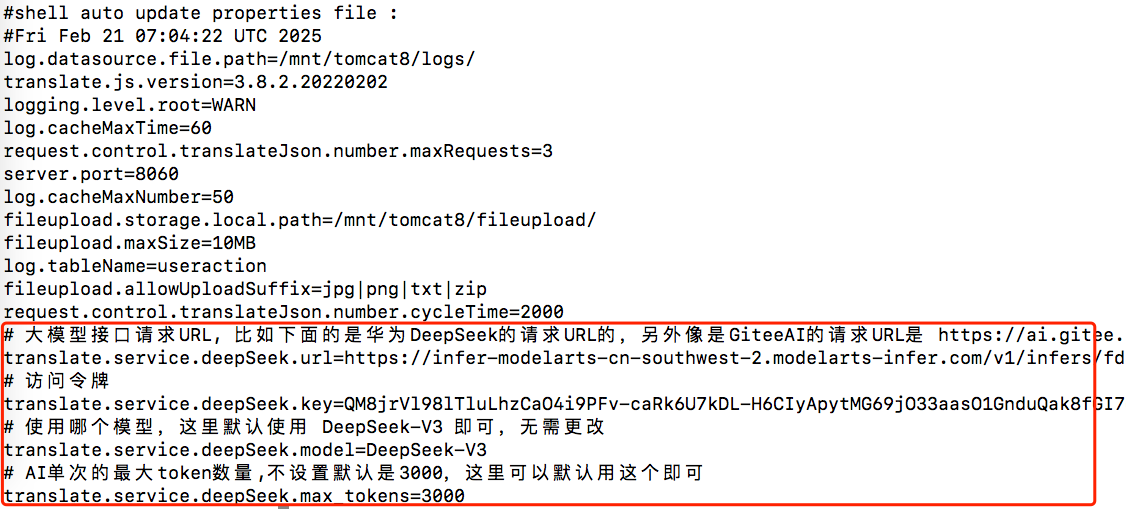 #shell auto update properties file :
#Fri Feb 21 07:04:22 UTC 2025
log.datasource.file.path=/mnt/tomcat8/logs/
translate.js.version=3.8.2.20220202
logging.level.root=WARN
log.cacheMaxTime=60
request.control.translateJson.number.maxRequests=3
server.port=8060
log.cacheMaxNumber=50
fileupload.storage.local.path=/mnt/tomcat8/fileupload/
fileupload.maxSize=10MB
log.tableName=useraction
fileupload.allowUploadSuffix=jpg|png|txt|zip
request.control.translateJson.number.cycleTime=2000
# 大模型接口请求URL，比如下面的是华为DeepSeek的请求URL的，另外像是GiteeAI的请求URL是 https://ai.gitee.
translate.service.deepSeek.url=https://infer-modelarts-cn-southwest-2.modelarts-infer.com/v1/infers/fd
# 访问令牌
translate.service.deepSeek.key=QM8jrVl98lTluLhzCaO4i9PFv-caRk6U7kDL-H6CIyApytMG69jO33aasO1GnduQak8fGI7
# 使用哪个模型，这里默认使用 DeepSeek-V3 即可，无需更改
translate.service.deepSeek.model=DeepSeek-V3
# AI单次的最大token数量,不设置默认是3000，这里可以默认用这个即可
translate.service.deepSeek.max_tokens=3000